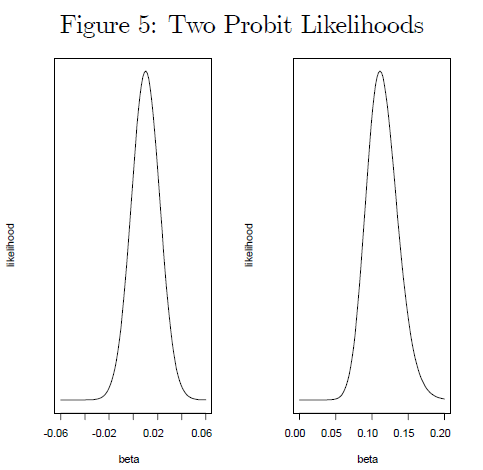 Figure 5: Two Probit Likelihoods
likelihood
-0.06 -0.02 0.02 0.06
beta
likelihood
0.00 0.05 0.10 0.15 0.20
beta